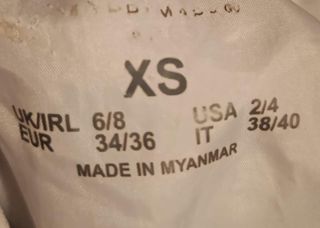 XS
UK/IRL 6/8 USA 2/4
EUR 34/36 IT 38/40
MADE IN MYANMAR